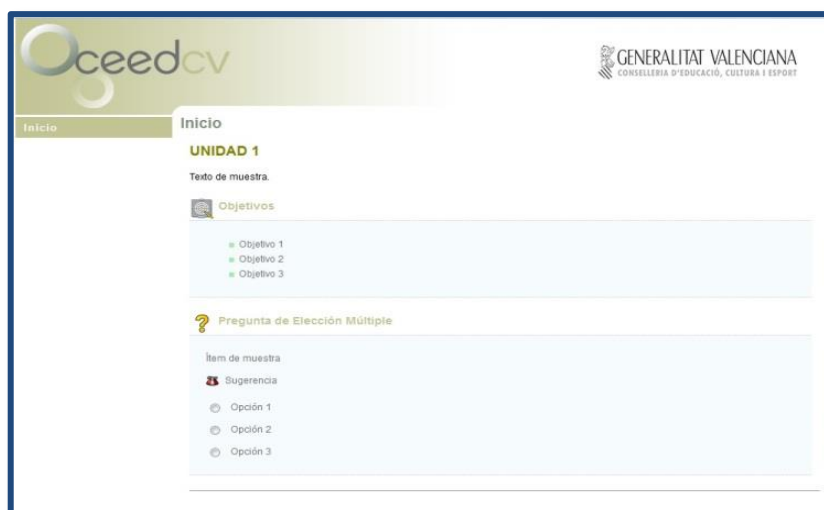 Oceedcv
GENERALITAT VALENCIANA
CONSELLERIA D'EDUCACIÓ, CULTURA I ESPORT
Inicio
Inicio
UNIDAD 1
Texto de muestra.
Objetivos
Objetivo 1
Objetivo 2
Objetivo 3
Pregunta de Elección Múltiple
Ítem de muestra
Sugerencia
Opción 1
Opción 2
Opción 3